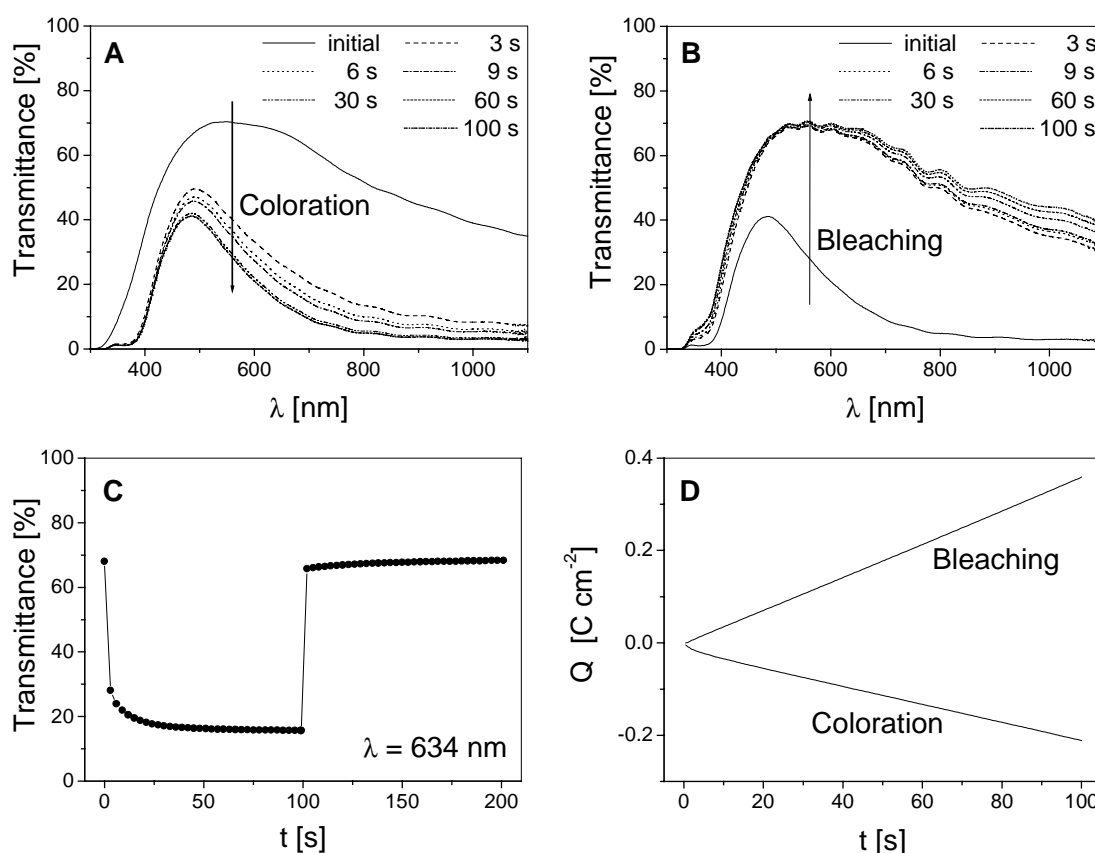 100
80
60
40
20
0
Transmittance [%]
A
initial
3 s
6 s
9 s
30 s
60 s
100 s
Coloration
400
600
800
1000
λ [nm]
100
80
60
40
20
0
Transmittance [%]
B
initial
3 s
6 s
9 s
30 s
60 s
100 s
Bleaching
400
600
800
1000
λ [nm]
100
80
60
40
20
0
Transmittance [%]
C
λ = 634 nm
0
50
100
150
200
t [s]
0.4
0.2
0.0
-0.2
Q [C cm⁻²]
D
Bleaching
Coloration
0
20
40
60
80
100
t [s]